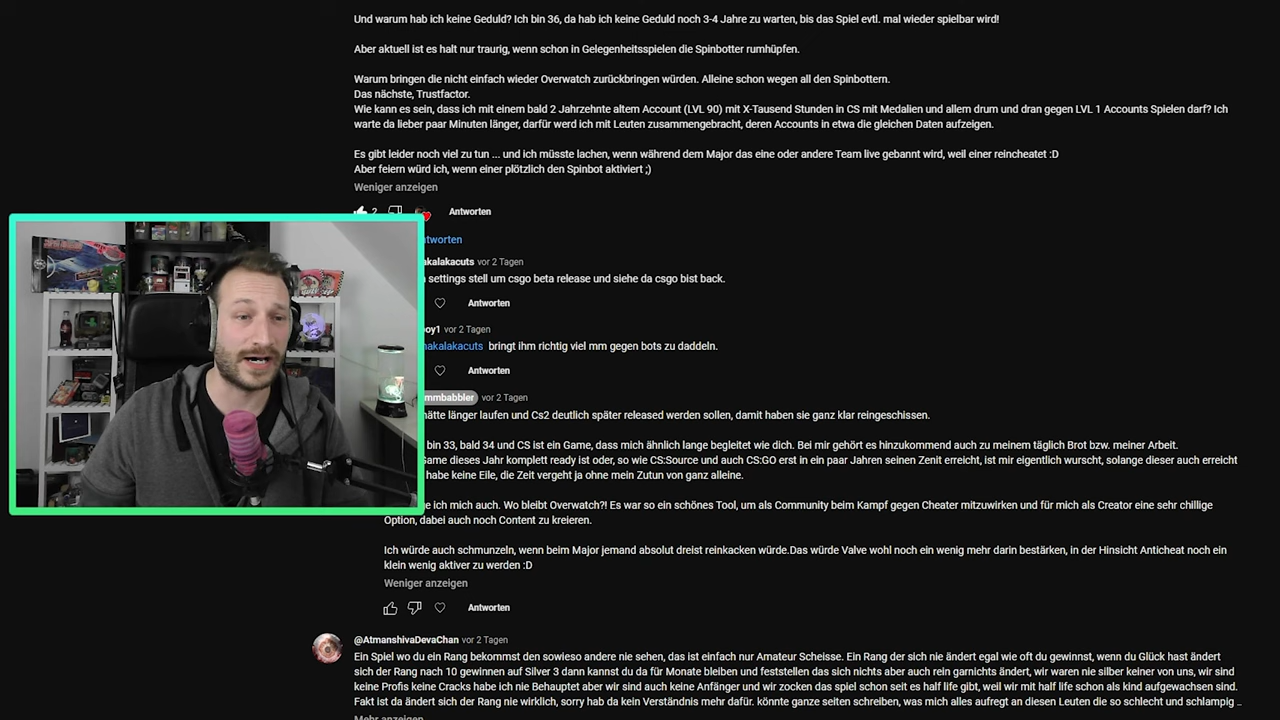 Und warum hab ich keine Geduld? Ich bin 36, da hab ich keine Geduld noch 3-4 Jahre zu warten, bis das Spiel evtl. mal wieder spielbar wird!
Aber aktuell ist es halt nur traurig, wenn schon in Gelegenheitsspielen die Spinbotter rumhüpfen.
Warum bringen die nicht einfach wieder Overwatch zurückbringen würden. Alleine schon wegen all den Spinbottern.
Das nächste, Trustfactor.
Wie kann es sein, dass ich mit einem bald 2 Jahrzehnte altem Account (LVL 90) mit X-Tausend Stunden in CS mit Medalien und allem drum und dran gegen LVL 1 Accounts Spielen darf? Ich
warte da lieber paar Minuten länger, darfür werd ich mit Leuten zusammengebracht, deren Accounts in etwa die gleichen Daten aufzeigen.
Es gibt leider noch viel zu tun ... und ich müsste lachen, wenn während dem Major das eine oder andere Team live gebannt wird, weil einer reincheatet :D
Aber feiern würd ich, wenn einer plötzlich den Spinbot aktiviert ;)
Weniger anzeigen
2 Antworten
tworten
akalakacuts vor 2 Tagen
settings stell um csgo beta release und siehe da csgo bist back.
Antworten
oy1 vor 2 Tagen
akalakacuts bringt ihm richtig viel mm gegen bots zu daddeln.
Antworten
mmbabbler vor 2 Tagen
ätte länger laufen und Cs2 deutlich später released werden sollen, damit haben sie ganz klar reingeschissen.
bin 33, bald 34 und CS ist ein Game, dass mich ähnlich lange begleitet wie dich. Bei mir gehört es hinzukommend auch zu meinem täglich Brot bzw. meiner Arbeit.
Game dieses Jahr komplett ready ist oder, so wie CS:Source und auch CS:GO erst in ein paar Jahren seinen Zenit erreicht, ist mir eigentlich wurscht, solange dieser auch erreicht
habe keine Eile, die Zeit vergeht ja ohne mein Zutun von ganz alleine.
e ich mich auch. Wo bleibt Overwatch?! Es war so ein schönes Tool, um als Community beim Kampf gegen Cheater mitzuwirken und für mich als Creator eine sehr chillige
Option, dabei auch noch Content zu kreieren.
Ich würde auch schmunzeln, wenn beim Major jemand absolut dreist reinkacken würde.Das würde Valve wohl noch ein wenig mehr darin bestärken, in der Hinsicht Anticheat noch ein
klein wenig aktiver zu werden :D
Weniger anzeigen
Antworten
@AtmanshivaDevaChan vor 2 Tagen
Ein Spiel wo du ein Rang bekommst den sowieso andere nie sehen, das ist einfach nur Amateur Scheisse. Ein Rang der sich nie ändert egal wie oft du gewinnst, wenn du Glück hast ändert
sich der Rang nach 10 gewinnen auf Silver 3 dann kannst du da für Monate bleiben und feststellen das sich nichts aber auch rein garnichts ändert, wir waren nie silber keiner von uns, wir sind
keine Profis keine Cracks habe ich nie Behauptet aber wir sind auch keine Anfänger und wir zocken das spiel schon seit es half life gibt, weil wir mit half life schon als kind aufgewachsen sind.
Fakt ist da ändert sich der Rang nie wirklich, sorry hab da kein Verständnis mehr dafür. könnte ganze seiten schreiben, was mich alles aufregt an diesen Leuten die so schlecht und schlampig ..
Mehr anzeigen